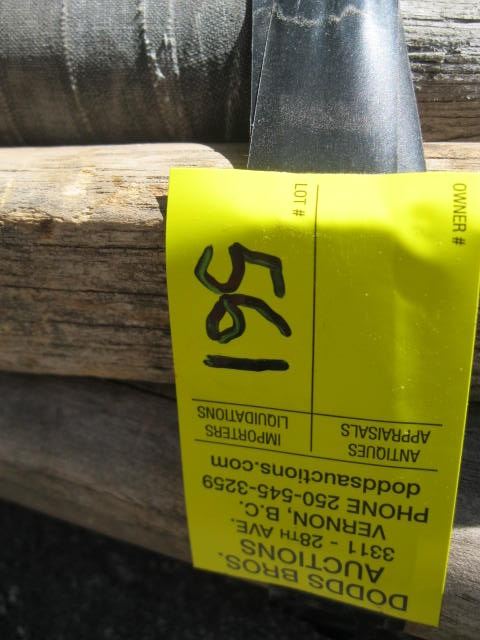 DODDS BROS.
AUCTIONS
3311 - 28TH AVE.
VERNON, B.C.
PHONE 250-545-3259
doddsauctions.com
ANTIQUES
APPRAISALS
IMPORTERS
LIQUIDATIONS
OWNER #
LOT #
561